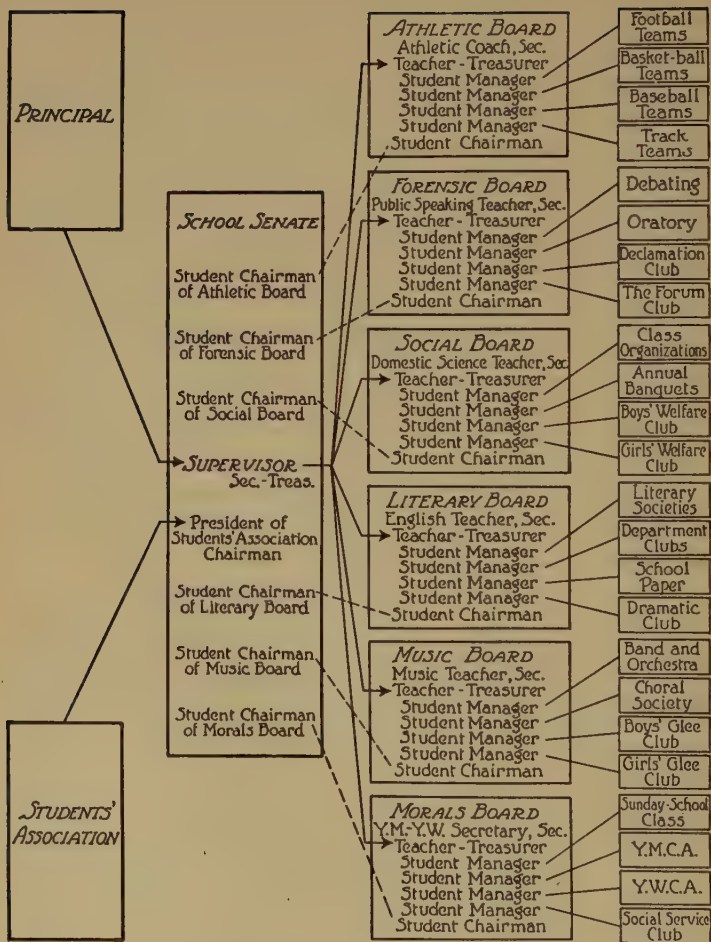 PRINCIPAL
STUDENTS'
ASSOCIATION
SCHOOL SENATE
Student Chairman
of Athletic Board
Student Chairman
of Forensic Board
Student Chairman
of Social Board
SUPERVISOR
Sec.-Treas.
President of
Students' Association
Chairman
Student Chairman
of Literary Board
Student Chairman
of Music Board
Student Chairman
of Morals Board
ATHLETIC BOARD
Athletic Coach, Sec.
Teacher-Treasurer
Student Manager
Student Manager
Student Manager
Student Manager
Student Chairman
Football
Teams
Basket-ball
Teams
Baseball
Teams
Track
Teams
FORENSIC BOARD
Public Speaking Teacher, Sec.
Teacher-Treasurer
Student Manager
Student Manager
Student Manager
Student Manager
Student Chairman
Debating
Oratory
Declamation
Club
The Forum
Club
SOCIAL BOARD
Domestic Science Teacher, Sec.
Teacher-Treasurer
Student Manager
Student Manager
Student Manager
Student Manager
Student Chairman
Class
Organizations
Annual
Banquets
Boys' Welfare
Club
Girls' Welfare
Club
LITERARY BOARD
English Teacher, Sec.
Teacher-Treasurer
Student Manager
Student Manager
Student Manager
Student Manager
Student Chairman
Literary
Societies
Department
Clubs
School
Paper
Dramatic
Club
MUSIC BOARD
Music Teacher, Sec.
Teacher-Treasurer
Student Manager
Student Manager
Student Manager
Student Manager
Student Chairman
Band and
Orchestra
Choral
Society
Boys' Glee
Club
Girls' Glee
Club
MORALS BOARD
Y.M.-Y.W. Secretary, Sec.
Teacher-Treasurer
Student Manager
Student Manager
Student Manager
Student Manager
Student Chairman
Sunday-School
Class
Y.M.C.A.
Y.W.C.A.
Social Service
Club